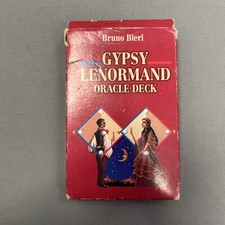 Bruno Bieri
GYPSY
LENORMAND
ORACLE DECK